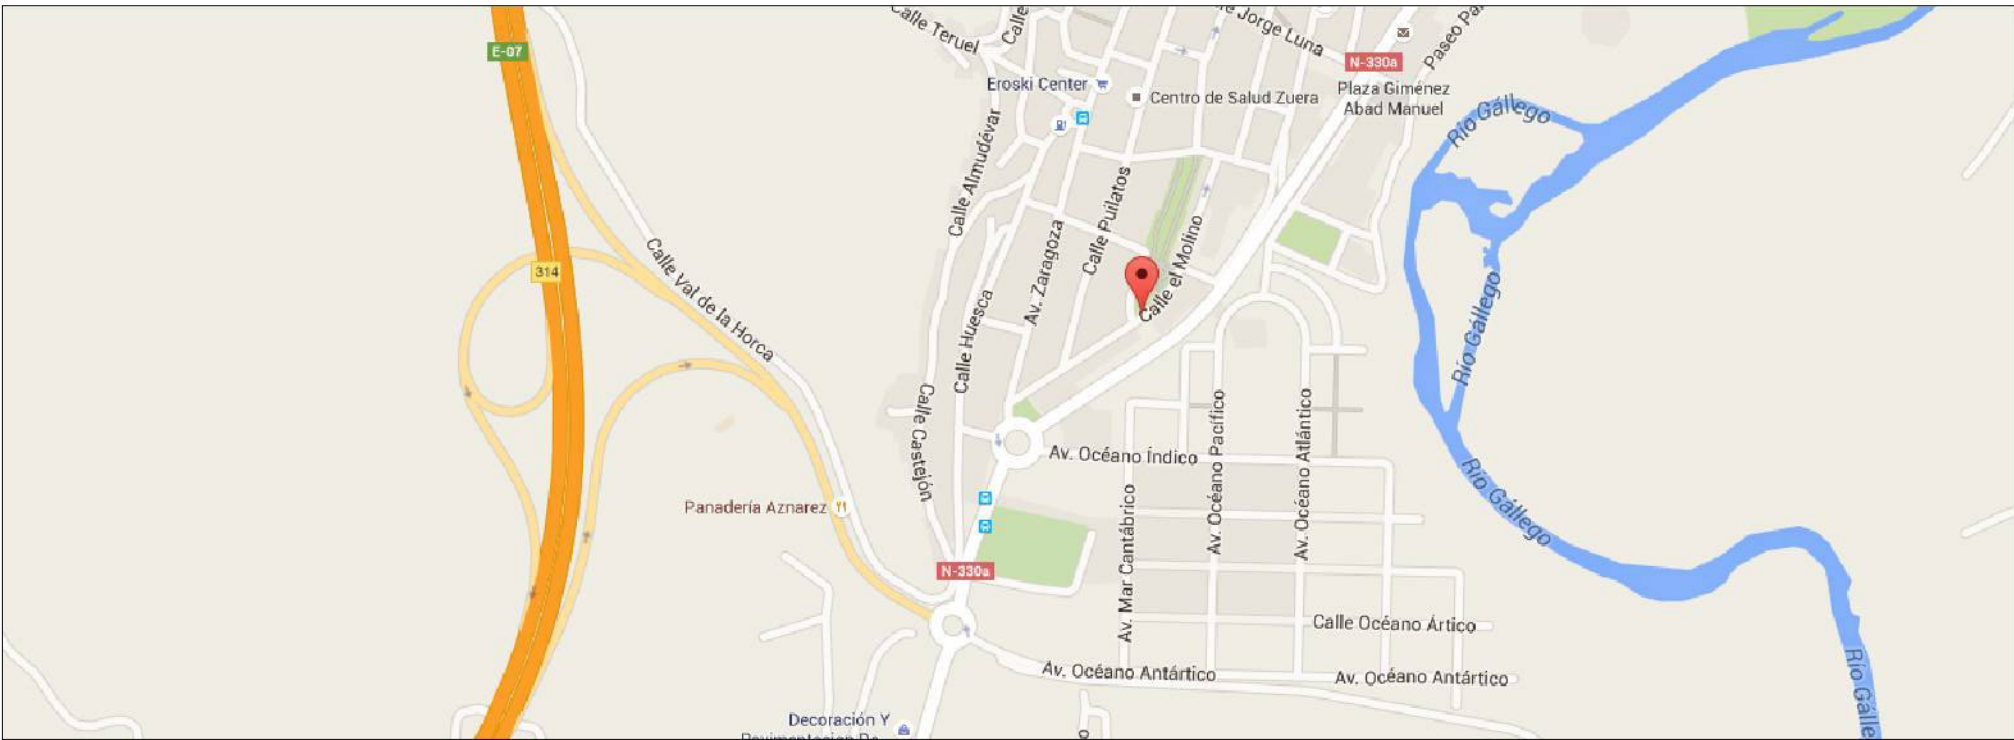 E-07
Calle Teruel
Calle
Jorge Luna
N-330a
Paseo
Eroski Center
Centro de Salud Zuera
Plaza Giménez
Abad Manuel
Río Gállego
Calle Almudévar
Calle Puilatos
Av. Zaragoza
Calle el Molino
314
Calle Val de la Horca
Calle Huesca
Río Gállego
Calle Castejón
Av. Océano Índico
Av. Océano Pacífico
Av. Océano Atlántico
Av. Mar Cantábrico
Panadería Aznarez
Río Gállego
N-330a
Calle Océano Ártico
Av. Océano Antártico
Av. Océano Antártico
Río Gálle
Decoración Y